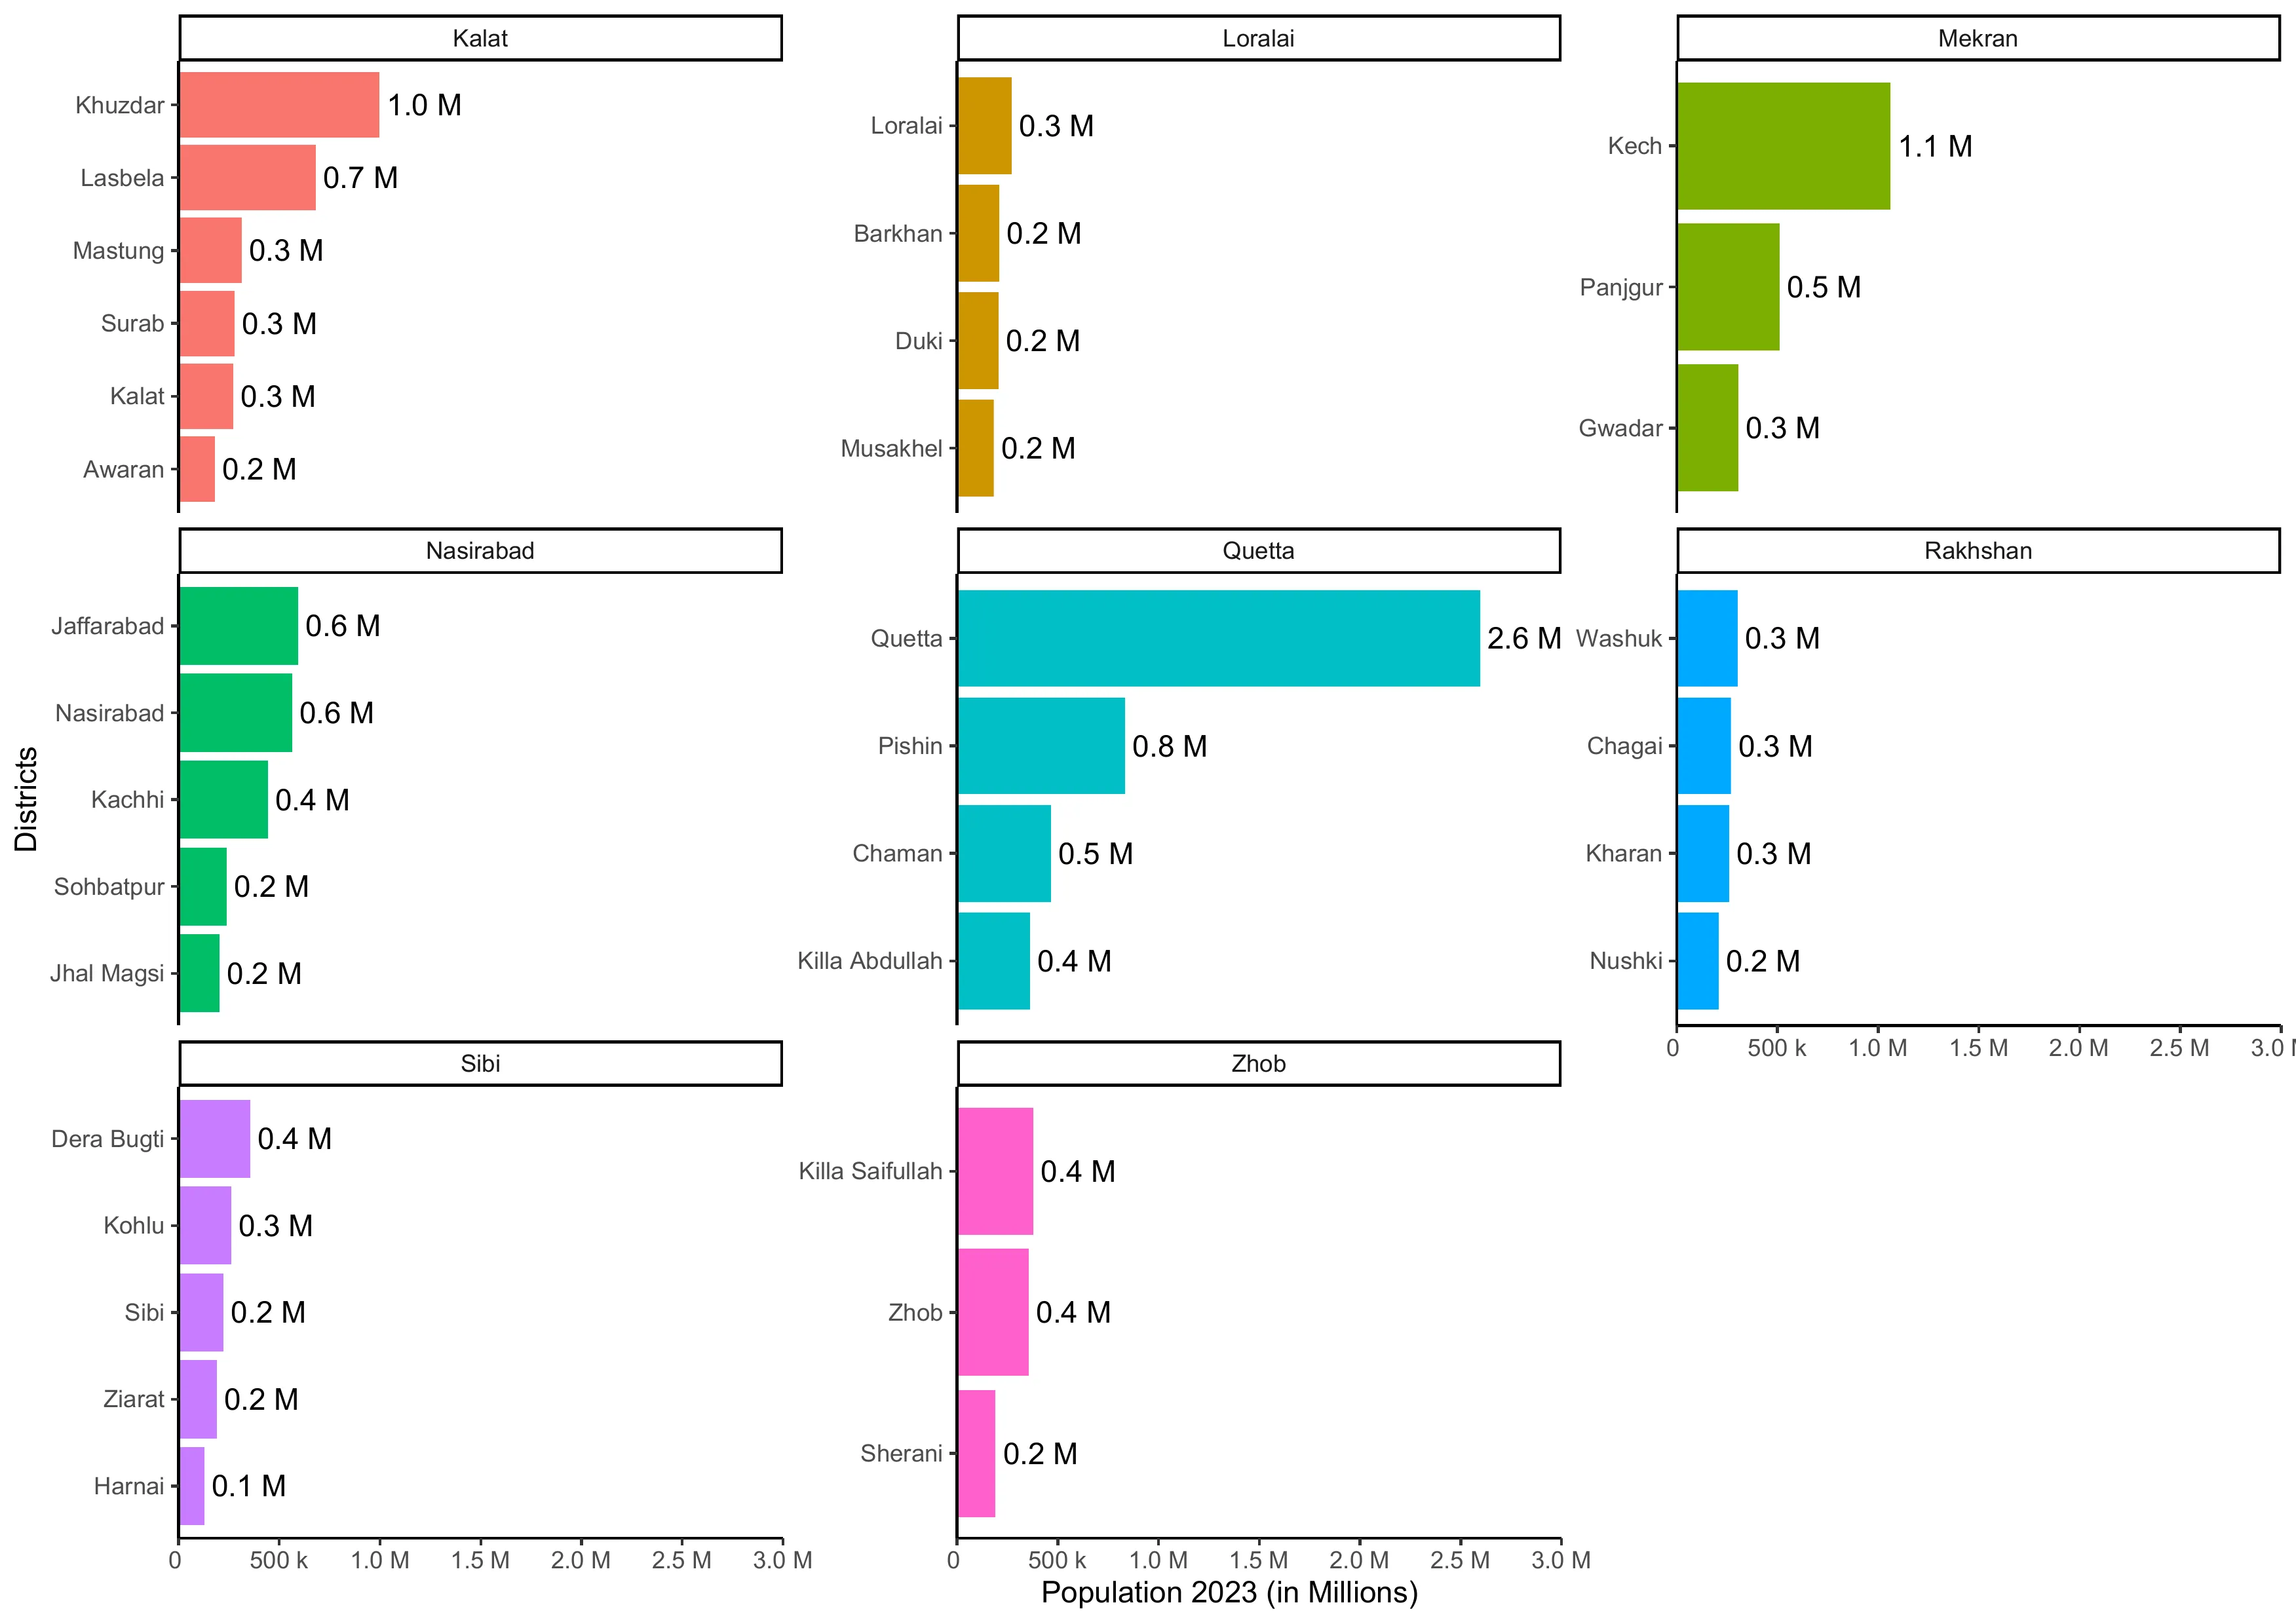 Kalat
Khuzdar 1.0 M
Lasbela 0.7 M
Mastung 0.3 M
Surab 0.3 M
Kalat 0.3 M
Awaran 0.2 M
Loralai
Loralai 0.3 M
Barkhan 0.2 M
Duki 0.2 M
Musakhel 0.2 M
Mekran
Kech 1.1 M
Panjgur 0.5 M
Gwadar 0.3 M
Districts
Nasirabad
Jaffarabad 0.6 M
Nasirabad 0.6 M
Kachhi 0.4 M
Sohbatpur 0.2 M
Jhal Magsi 0.2 M
Quetta
Quetta 2.6 M
Pishin 0.8 M
Chaman 0.5 M
Killa Abdullah 0.4 M
Rakhshan
Washuk 0.3 M
Chagai 0.3 M
Kharan 0.3 M
Nushki 0.2 M
0 500 k 1.0 M 1.5 M 2.0 M 2.5 M 3.0
Sibi
Dera Bugti 0.4 M
Kohlu 0.3 M
Sibi 0.2 M
Ziarat 0.2 M
Harnai 0.1 M
0 500 k 1.0 M 1.5 M 2.0 M 2.5 M 3.0 M
Zhob
Killa Saifullah 0.4 M
Zhob 0.4 M
Sherani 0.2 M
0 500 k 1.0 M 1.5 M 2.0 M 2.5 M 3.0 M
Population 2023 (in Millions)